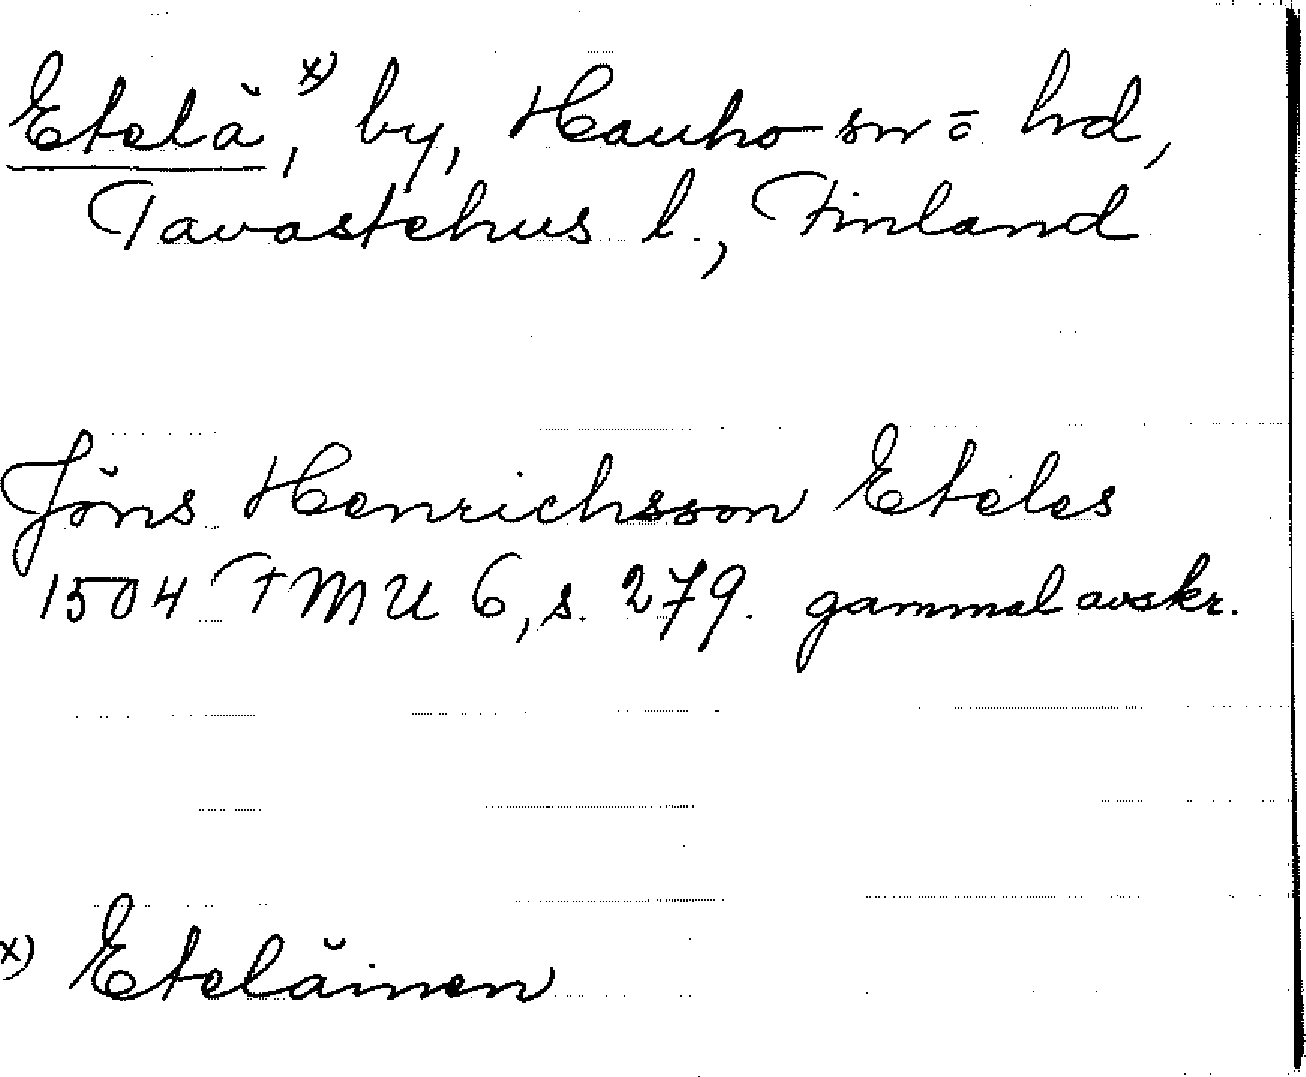 Etelä,x) by, Hauho sn o hd,
Tavastehus l., Finland
Jöns Henrichsson Eteles
1504 FMU 6, s. 279. gammal avskr.
x) Eteläinen